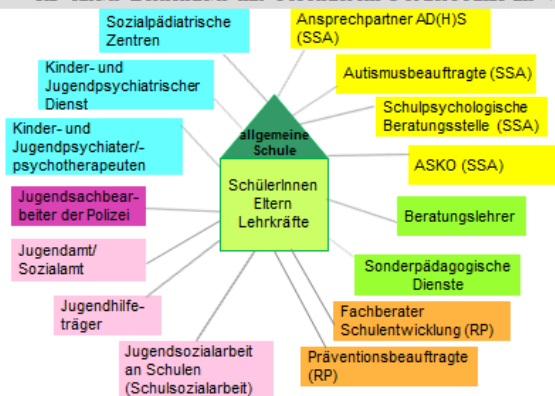 Sozialpädiatrische
Zentren
Ansprechpartner AD(H)S
(SSA)
Kinder- und
Jugendpsychiatrischer
Dienst
Autismusbeauftragte (SSA)
Schulpsychologische
Beratungsstelle (SSA)
Kinder- und
Jugendpsychiater/-
psychotherapeuten
allgemeine
Schule
ASKO (SSA)
SchülerInnen
Eltern
Lehrkräfte
Jugendsachbear-
beiter der Polizei
Beratungslehrer
Jugendamt/
Sozialamt
Sonderpädagogische
Dienste
Jugendhilfe-
träger
Fachberater
Schulentwicklung (RP)
Jugendsozialarbeit
an Schulen
(Schulsozialarbeit)
Präventionsbeauftragte
(RP)